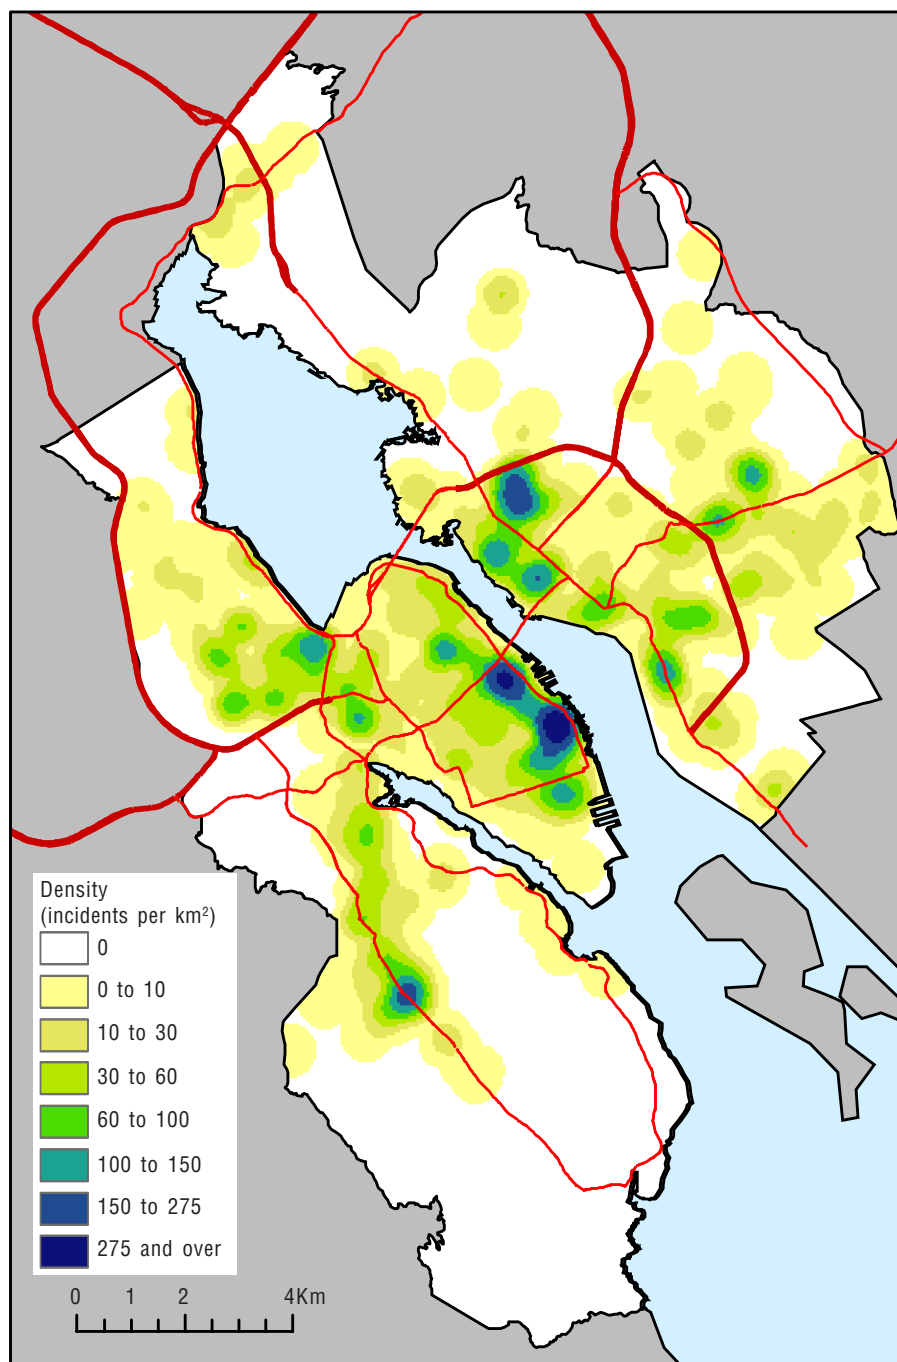 Density
(incidents per km²)
0
0 to 10
10 to 30
30 to 60
60 to 100
100 to 150
150 to 275
275 and over
0 1 2 4Km